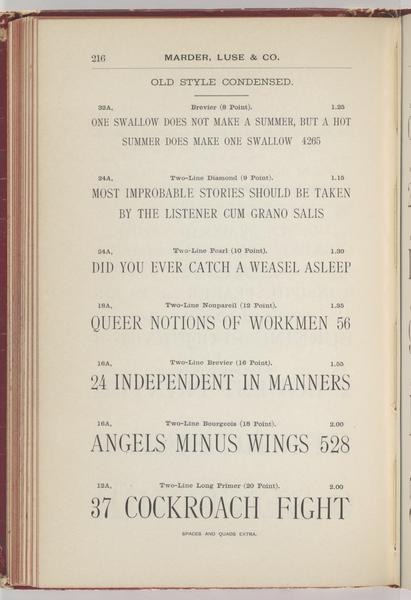 216 MARDER, LUSE & CO.
OLD STYLE CONDENSED.
32A, Brevier (8 Point). 1.25
ONE SWALLOW DOES NOT MAKE A SUMMER, BUT A HOT
SUMMER DOES MAKE ONE SWALLOW 4265
24A, Two-Line Diamond (9 Point). 1.15
MOST IMPROBABLE STORIES SHOULD BE TAKEN
BY THE LISTENER CUM GRANO SALIS
24A, Two-Line Pearl (10 Point). 1.30
DID YOU EVER CATCH A WEASEL ASLEEP
18A, Two-Line Nonpareil (12 Point). 1.35
QUEER NOTIONS OF WORKMEN 56
16A, Two-Line Brevier (16 Point). 1.55
24 INDEPENDENT IN MANNERS
16A, Two-Line Bourgeois (18 Point). 2.00
ANGELS MINUS WINGS 528
12A, Two-Line Long Primer (20 Point). 2.00
37 COCKROACH FIGHT
SPACES AND QUADS EXTRA.